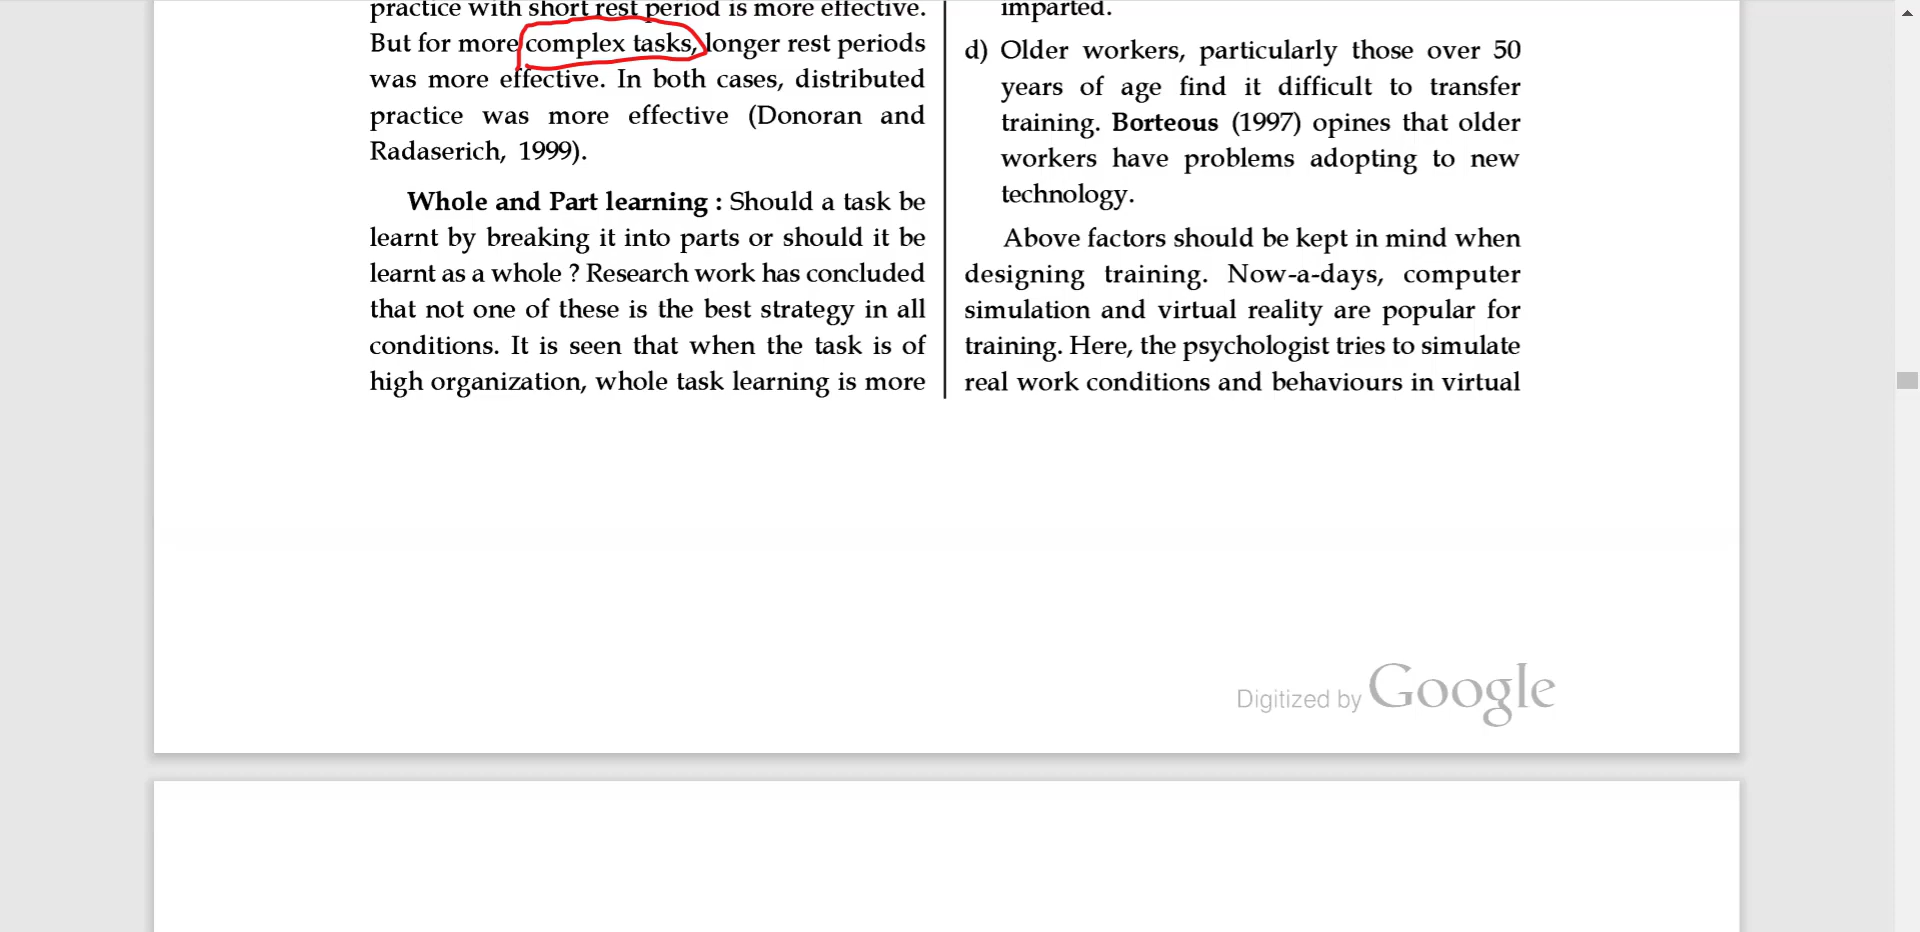 practice with short rest period is more effective.
But for more complex tasks, longer rest periods
was more effective. In both cases, distributed
practice was more effective (Donoran and
Radaserich, 1999).
Whole and Part learning : Should a task be
learnt by breaking it into parts or should it be
learnt as a whole ? Research work has concluded
that not one of these is the best strategy in all
conditions. It is seen that when the task is of
high organization, whole task learning is more
imparted.
d) Older workers, particularly those over 50
years of age find it difficult to transfer
training. Borteous (1997) opines that older
workers have problems adopting to new
technology.
Above factors should be kept in mind when
designing training. Now-a-days, computer
simulation and virtual reality are popular for
training. Here, the psychologist tries to simulate
real work conditions and behaviours in virtual
Digitized by Google